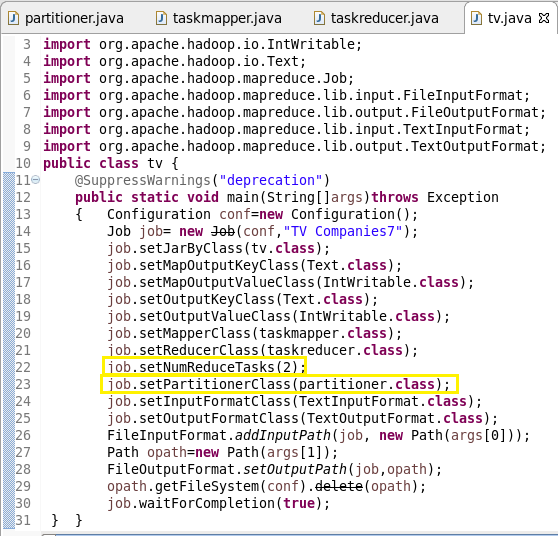 partitioner.java taskmapper.java taskreducer.java tv.java
3 import org.apache.hadoop.io.IntWritable;
4 import org.apache.hadoop.io.Text;
5 import org.apache.hadoop.mapreduce.Job;
6 import org.apache.hadoop.mapreduce.lib.input.FileInputFormat;
7 import org.apache.hadoop.mapreduce.lib.output.FileOutputFormat;
8 import org.apache.hadoop.mapreduce.lib.input.TextInputFormat;
9 import org.apache.hadoop.mapreduce.lib.output.TextOutputFormat;
10 public class tv {
11 @SuppressWarnings("deprecation")
12 public static void main(String[]args)throws Exception
13 { Configuration conf=new Configuration();
14 Job job= new Job(conf,"TV Companies7");
15 job.setJarByClass(tv.class);
16 job.setMapOutputKeyClass(Text.class);
17 job.setMapOutputValueClass(IntWritable.class);
18 job.setOutputKeyClass(Text.class);
19 job.setOutputValueClass(IntWritable.class);
20 job.setMapperClass(taskmapper.class);
21 job.setReducerClass(taskreducer.class);
22 job.setNumReduceTasks(2);
23 job.setPartitionerClass(partitioner.class);
24 job.setInputFormatClass(TextInputFormat.class);
25 job.setOutputFormatClass(TextOutputFormat.class);
26 FileInputFormat.addInputPath(job, new Path(args[0]));
27 Path opath=new Path(args[1]);
28 FileOutputFormat.setOutputPath(job,opath);
29 opath.getFileSystem(conf).delete(opath);
30 job.waitForCompletion(true);
31 } }